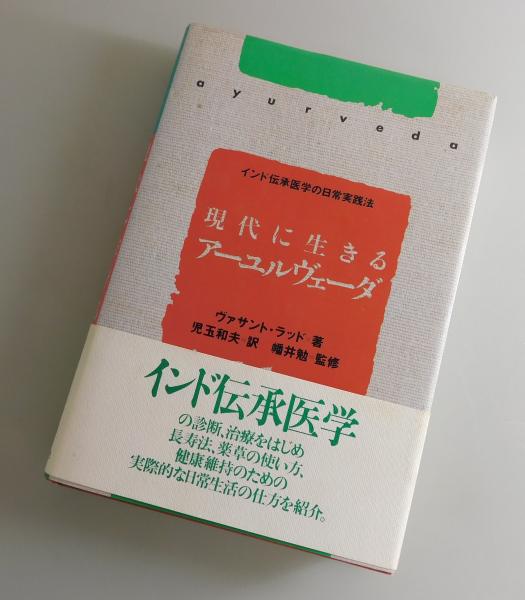 ayurveda
インド伝承医学の日常実践法
現代に生きる
アーユルヴェーダ
ヴァサント・ラッド 著
児玉和夫 訳 幡井勉 監修
インド伝承医学
の診断、治療をはじめ
長寿法、薬草の使い方、
健康維持のための
実際的な日常生活の仕方を紹介。